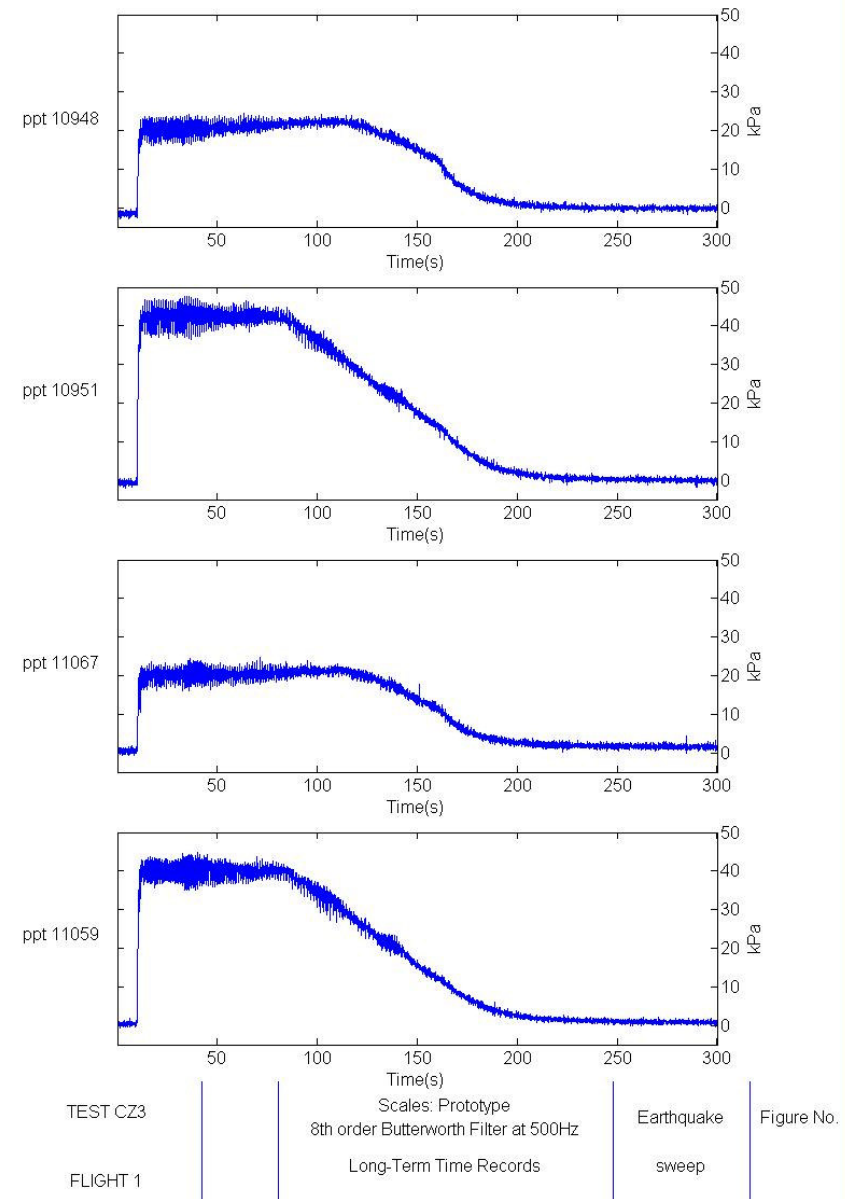 50
40
30
20
10
0
kPa
ppt 10948
50 100 150 200 250 300
Time(s)
50
40
30
20
10
0
kPa
ppt 10951
50 100 150 200 250 300
Time(s)
50
40
30
20
10
0
kPa
ppt 11067
50 100 150 200 250 300
Time(s)
50
40
30
20
10
0
kPa
ppt 11059
50 100 150 200 250 300
Time(s)
TEST CZ3
FLIGHT 1
Scales: Prototype
8th order Butterworth Filter at 500Hz
Long-Term Time Records
Earthquake
sweep
Figure No.